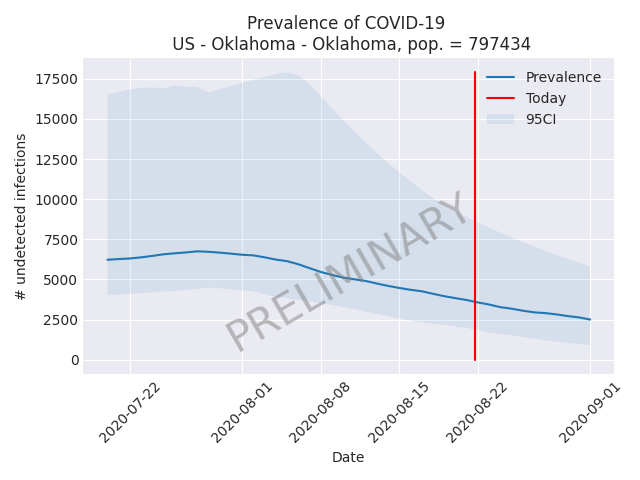 Prevalence of COVID-19
US - Oklahoma - Oklahoma, pop. = 797434
# undetected infections
17500
15000
12500
10000
7500
5000
2500
0
Prevalence
Today
95CI
PRELIMINARY
2020-07-22
2020-08-01
2020-08-08
2020-08-15
2020-08-22
2020-09-01
Date